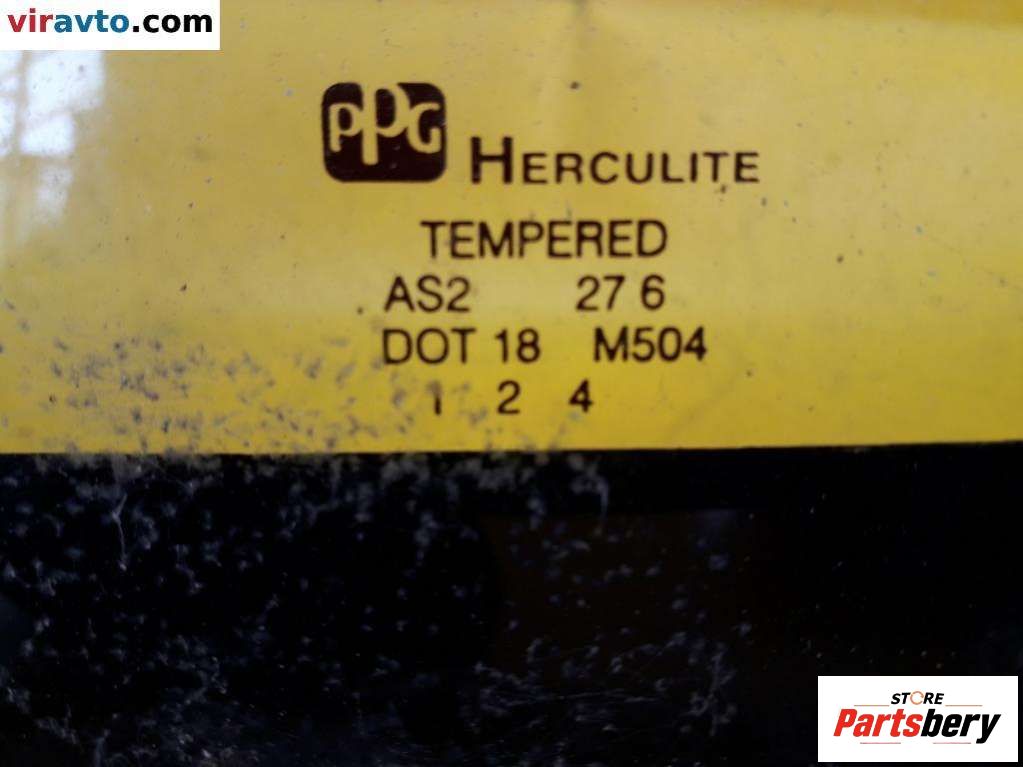 viravto.com
PPG HERCULITE
TEMPERED
AS2 27 6
DOT 18 M504
1 2 4
STORE
Partsbery